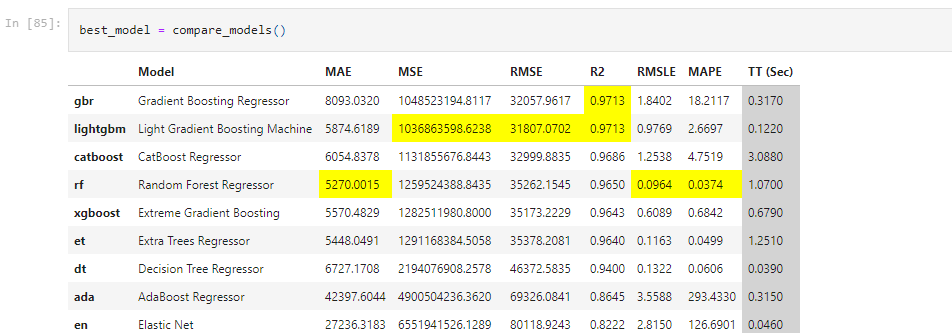 In [85]: best_model = compare_models()
Model MAE MSE RMSE R2 RMSLE MAPE TT (Sec)
gbr Gradient Boosting Regressor 8093.0320 1048523194.8117 32057.9617 0.9713 1.8402 18.2117 0.3170
lightgbm Light Gradient Boosting Machine 5874.6189 1036863598.6238 31807.0702 0.9713 0.9769 2.6697 0.1220
catboost CatBoost Regressor 6054.8378 1131855676.8443 32999.8835 0.9686 1.2538 4.7519 3.0880
rf Random Forest Regressor 5270.0015 1259524388.8435 35262.1545 0.9650 0.0964 0.0374 1.0700
xgboost Extreme Gradient Boosting 5570.4829 1282511980.8000 35173.2229 0.9643 0.6089 0.6842 0.6790
et Extra Trees Regressor 5448.0491 1291168384.5058 35378.2081 0.9640 0.1163 0.0499 1.2510
dt Decision Tree Regressor 6727.1708 2194076908.2578 46372.5835 0.9400 0.1322 0.0606 0.0390
ada AdaBoost Regressor 42397.6044 4900504236.3620 69326.0841 0.8645 3.5588 293.4330 0.3150
en Elastic Net 27236.3183 6551941526.1289 80118.9243 0.8222 2.8150 126.6901 0.0460